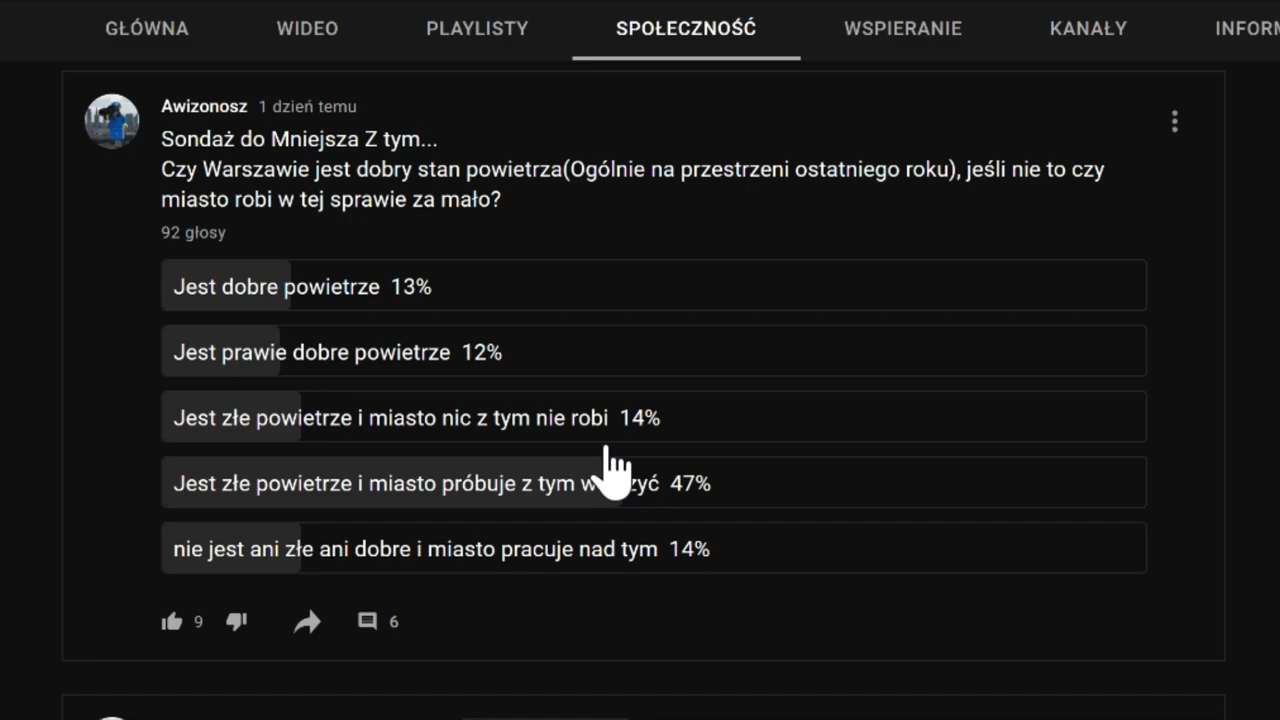 GŁÓWNA WIDEO PLAYLISTY SPOŁECZNOŚĆ WSPIERANIE KANAŁY
Awizonosz 1 dzień temu
Sondaż do Mniejsza Z tym...
Czy Warszawie jest dobry stan powietrza(Ogólnie na przestrzeni ostatniego roku), jeśli nie to czy
miasto robi w tej sprawie za mało?
92 głosy
Jest dobre powietrze 13%
Jest prawie dobre powietrze 12%
Jest złe powietrze i miasto nic z tym nie robi 14%
Jest złe powietrze i miasto próbuje z tym 47%
nie jest ani złe ani dobre i miasto pracuje nad tym 14%
9 6